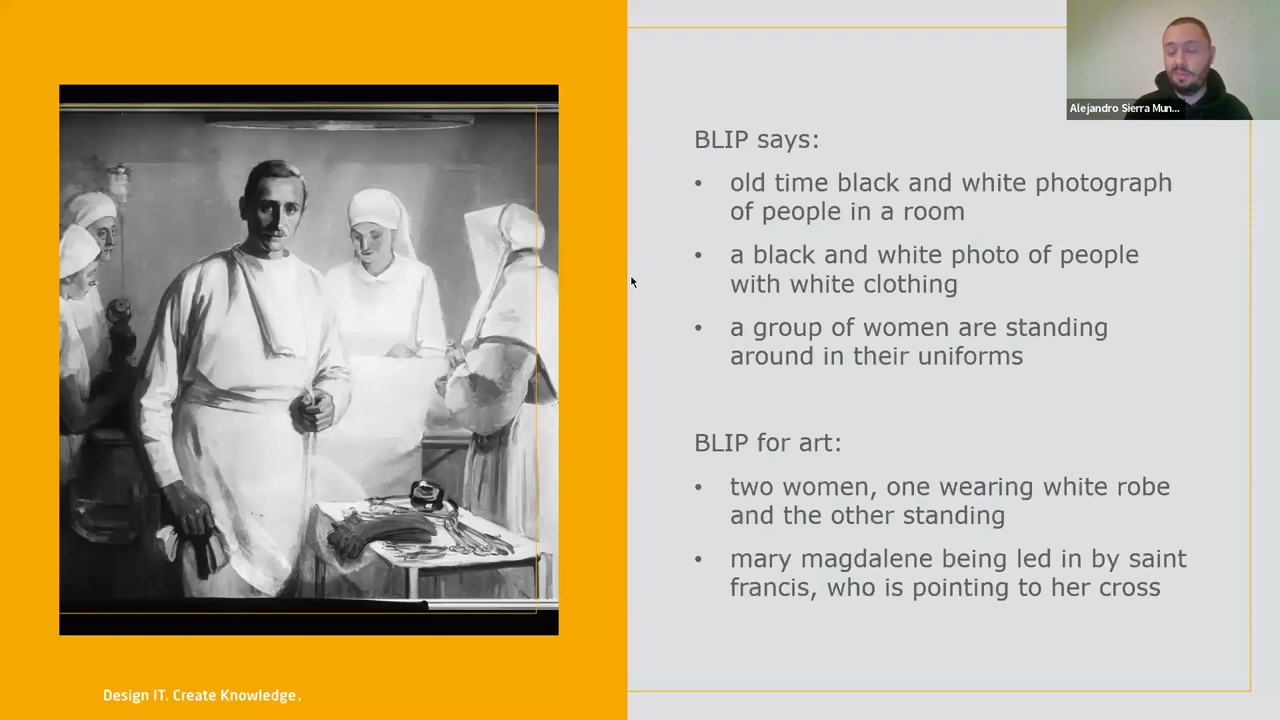 Alejandro Sierra Mun...
BLIP says:
• old time black and white photograph
of people in a room
• a black and white photo of people
with white clothing
• a group of women are standing
around in their uniforms
BLIP for art:
• two women, one wearing white robe
and the other standing
• mary magdalene being led in by saint
francis, who is pointing to her cross
Design IT. Create Knowledge.